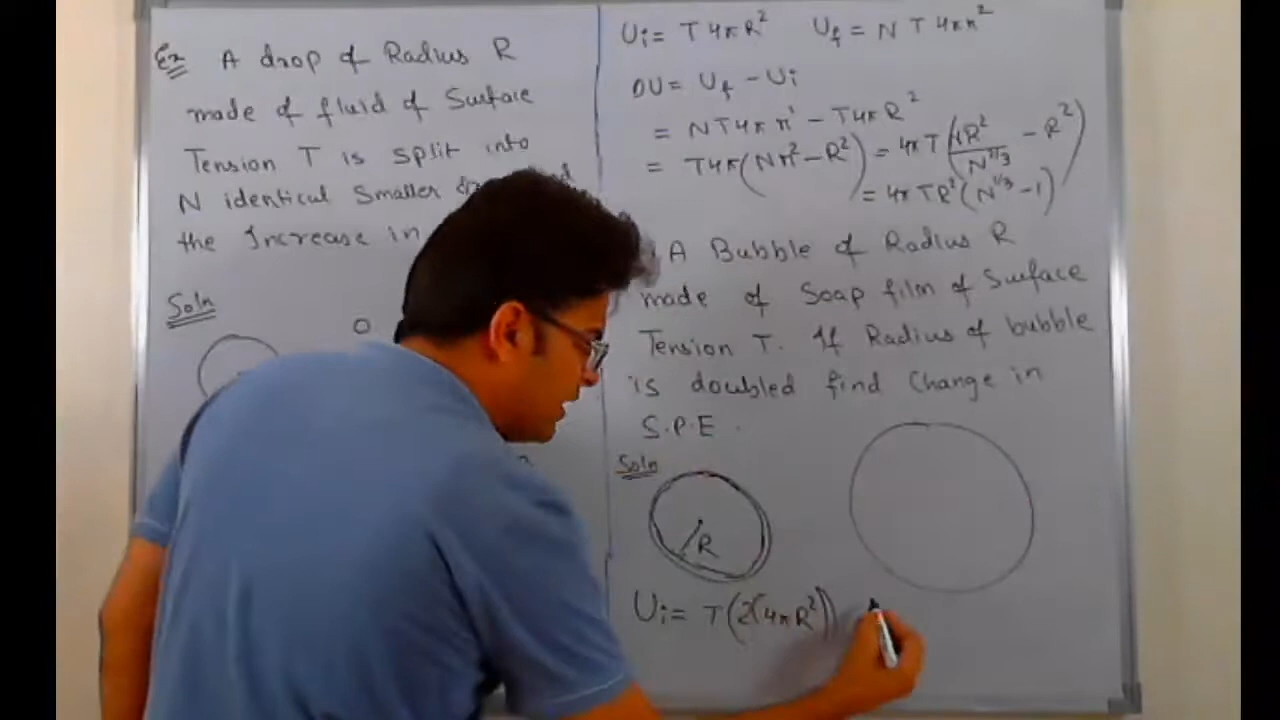 Ex A drop of Radius R
made of fluid of Surface
Tension T is split into
N identical Smaller
the Increase in
Soln
Ui = T4πR² Uf = N T 4πr²
DU = Uf - Ui
= NT4πr² - T4πR²
= T4π(Nr² - R²) = 4πT(NR²/N^2/3 - R²)
= 4πTR²(N^1/3 - 1)
A Bubble of Radius R
made of Soap film of Surface
Tension T. If Radius of bubble
is doubled find Change in
S.P.E.
Soln
R
Ui = T(2(4πR²))